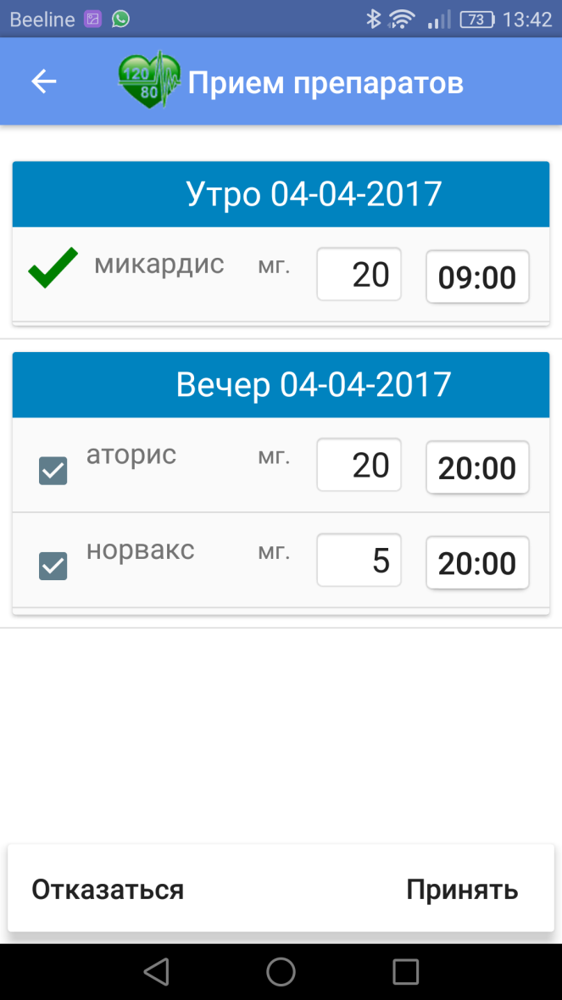 Beeline 73 13:42
120
80
Прием препаратов
Утро 04-04-2017
микардис мг. 20 09:00
Вечер 04-04-2017
аторис мг. 20 20:00
норвакс мг. 5 20:00
Отказаться Принять